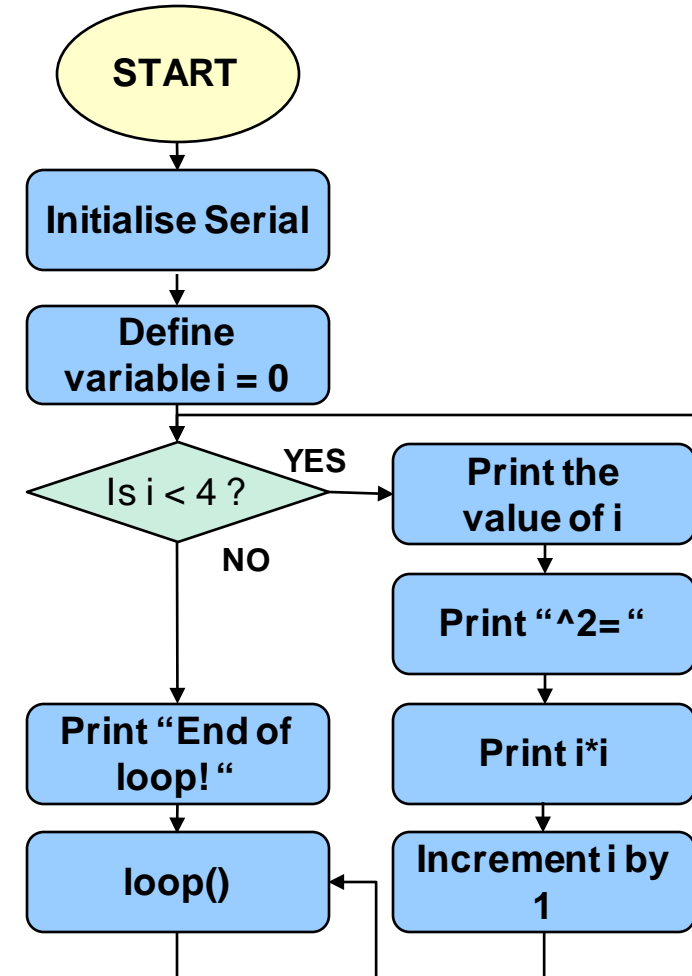 START
Initialise Serial
Define
variable i = 0
Is i < 4 ?
YES
NO
Print the
value of i
Print “^2= “
Print i*i
Increment i by
1
Print “End of
loop! “
loop()